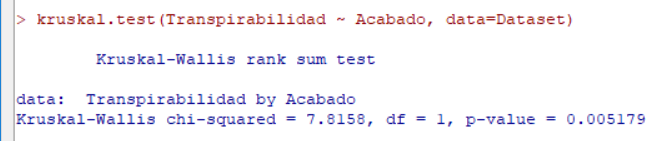 > kruskal.test(Transpirabilidad ~ Acabado, data=Dataset)
Kruskal-Wallis rank sum test
data:  Transpirabilidad by Acabado
Kruskal-Wallis chi-squared = 7.8158, df = 1, p-value = 0.005179